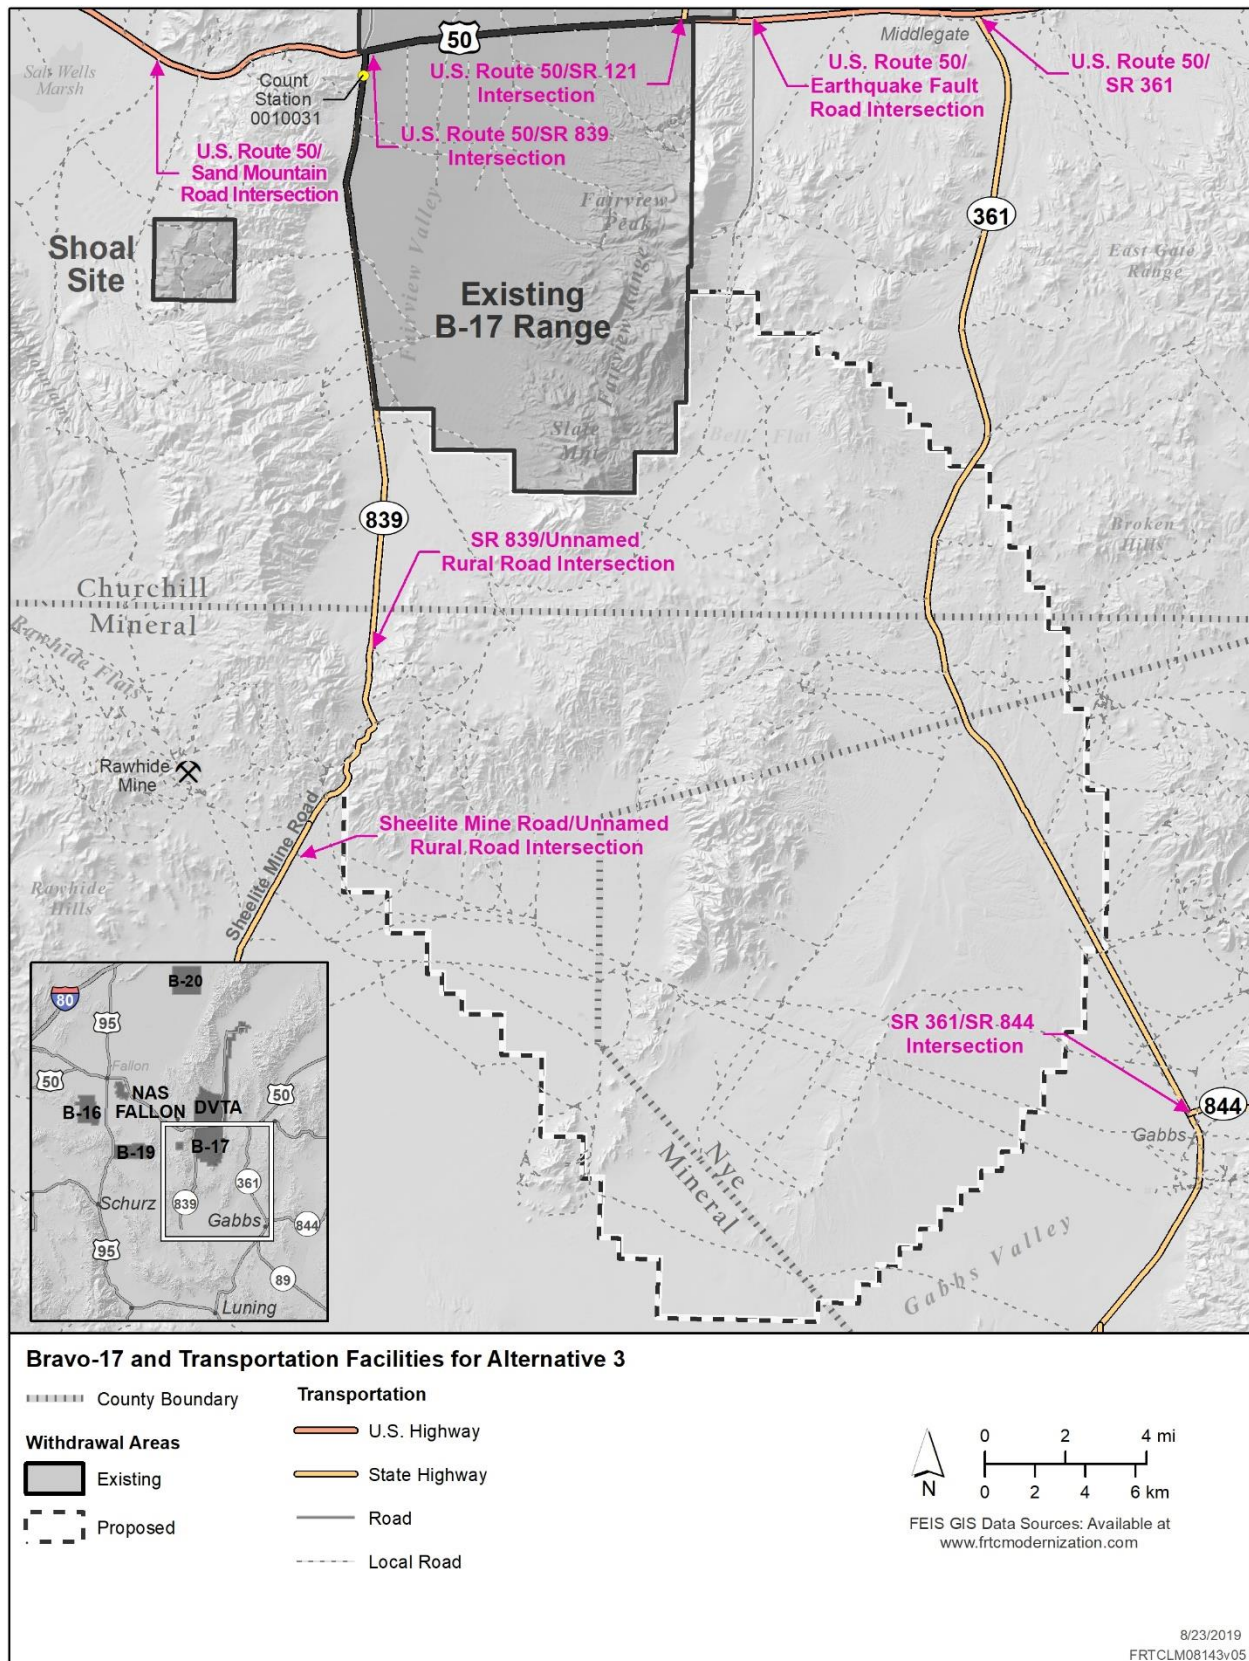 50
Middlegate
Salt Wells
Marsh
Count
Station
0010031
U.S. Route 50/SR 121
Intersection
U.S. Route 50/
Earthquake Fault
Road Intersection
U.S. Route 50/
SR 361
U.S. Route 50/SR 839
Intersection
U.S. Route 50/
Sand Mountain
Road Intersection
Fairview Valley
Fairview
Peak
361
Shoal
Site
East Gate
Range
Existing
B-17 Range
Fairview Range
Mountains
Slate
Mnt
Bell Flat
839
Broken
Hills
SR 839/Unnamed
Rural Road Intersection
Churchill
Mineral
Rawhide Flats
Rawhide
Mine
Sheelite Mine Road
Sheelite Mine Road/Unnamed
Rural Road Intersection
Rawhide
Hills
SR 361/SR 844
Intersection
844
Gabbs
Nye
Mineral
Gabbs Valley
B-20
80
95
Fallon
50
50
NAS
FALLON
DVTA
B-16
B-19
B-17
361
839
Schurz
Gabbs
844
95
89
Luning
Bravo-17 and Transportation Facilities for Alternative 3
County Boundary
Withdrawal Areas
Existing
Proposed
Transportation
U.S. Highway
State Highway
Road
Local Road
N
0 2 4 mi
0 2 4 6 km
FEIS GIS Data Sources: Available at
www.frtcmodernization.com
8/23/2019
FRTCLM08143v05